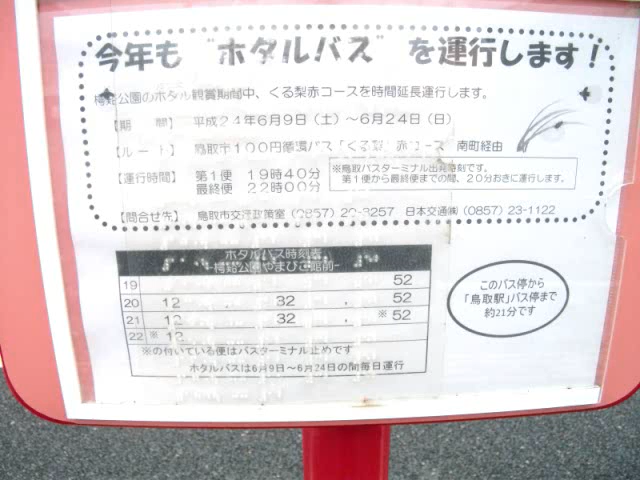 今年も“ホタルバス”を運行します!
樗谿公園のホタル観賞期間中、くる梨赤コースを時間延長運行します。
【期　間】 平成24年6月9日(土)~6月24日(日)
【ルート】 鳥取市100円循環バス「くる梨」赤コース 南町経由
【運行時間】 第1便 19時40分
最終便 22時00分
※鳥取バスターミナル出発時刻です。
第1便から最終便までの間、20分おきに運行します。
【問合せ先】 鳥取市交通政策室(0857)20-3257 日本交通㈱(0857)23-1122
ホタルバス時刻表
-樗谿公園やまびこ館前-
19 52
20 12 . 32 . 52
21 12 32 . ※52
22 ※12
※の付いている便はバスターミナル止めです
ホタルバスは6月9日~6月24日の間毎日運行
このバス停から
「鳥取駅」バス停まで
約21分です